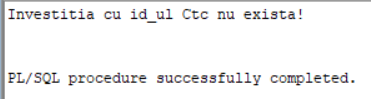 Investitia cu id_ul Ctc nu exista!
PL/SQL procedure successfully completed.